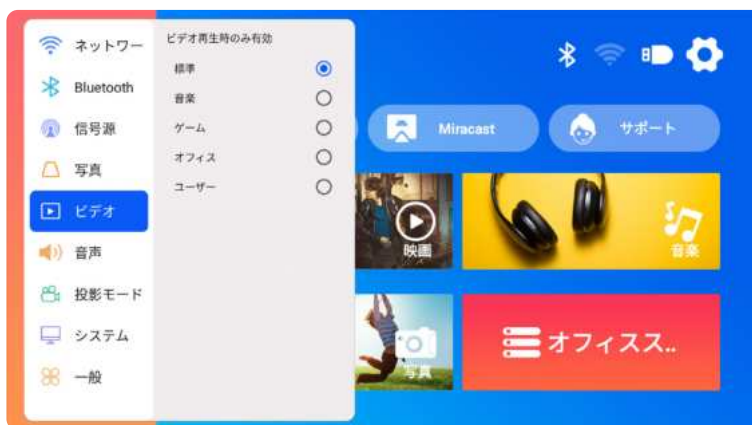 ネットワー
Bluetooth
信号源
写真
ビデオ
音声
投影モード
システム
一般
ビデオ再生時のみ有効
標準
音楽
ゲーム
オフィス
ユーザー
Miracast
サポート
映画
音楽
写真
オフィスス..